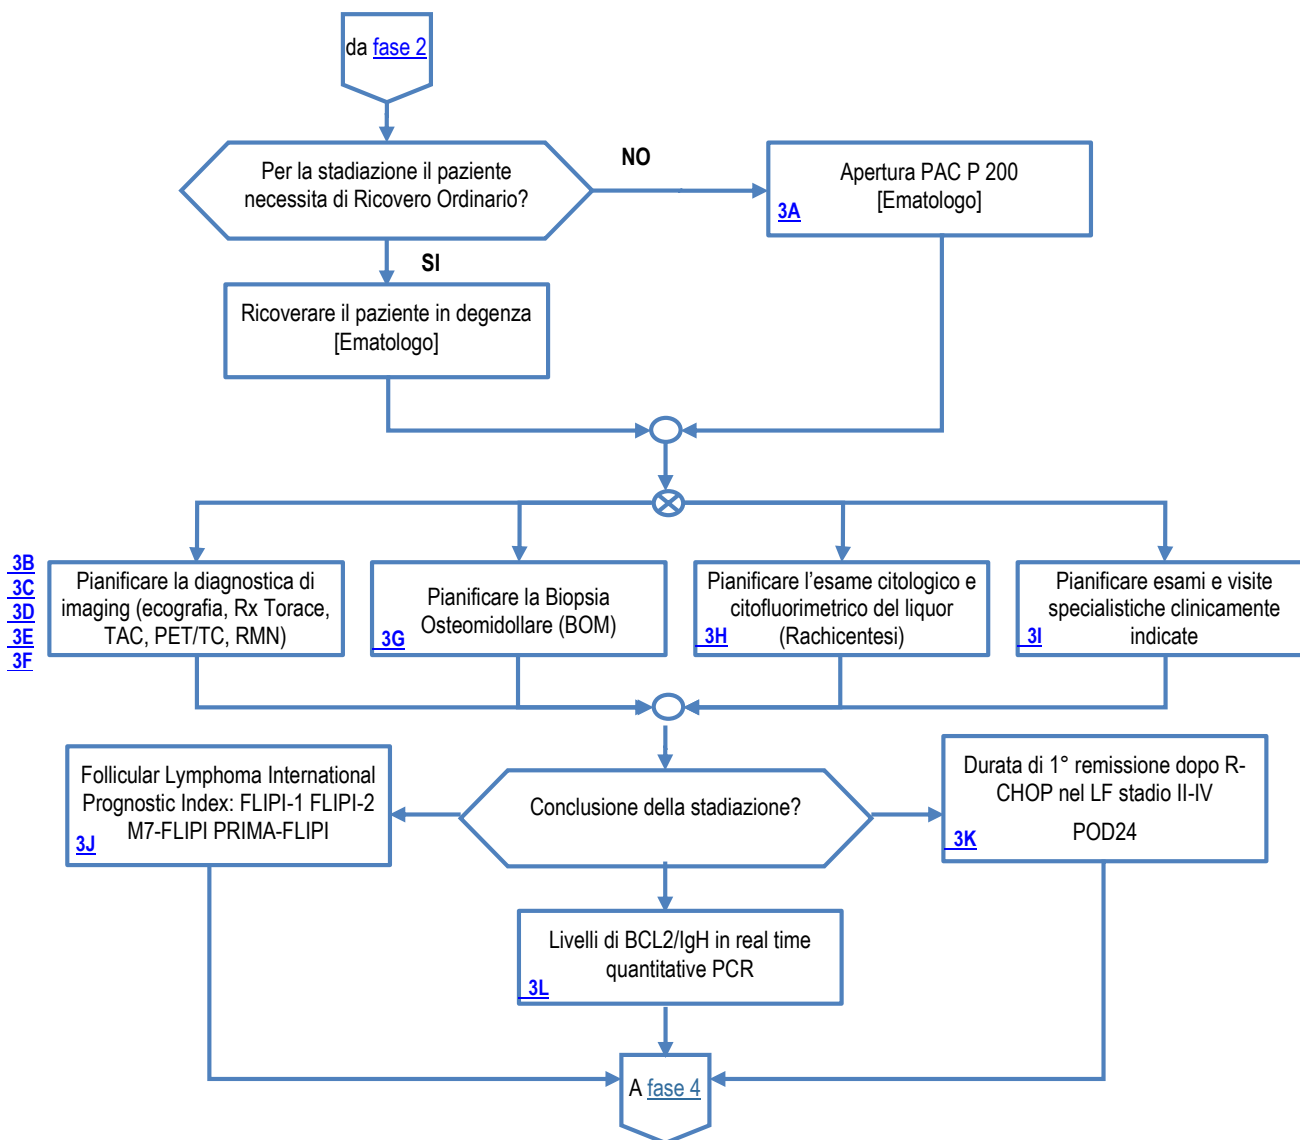 da fase 2
Per la stadiazione il paziente
necessita di Ricovero Ordinario?
NO
Apertura PAC P 200
[Ematologo]
3A
SI
Ricoverare il paziente in degenza
[Ematologo]
3B
3C
3D
3E
3F
Pianificare la diagnostica di
imaging (ecografia, Rx Torace,
TAC, PET/TC, RMN)
Pianificare la Biopsia
Osteomidollare (BOM)
3G
Pianificare l'esame citologico e
citofluorimetrico del liquor
(Rachicentesi)
3H
Pianificare esami e visite
specialistiche clinicamente
indicate
3I
Follicular Lymphoma International
Prognostic Index: FLIPI-1 FLIPI-2
M7-FLIPI PRIMA-FLIPI
3J
Conclusione della stadiazione?
Durata di 1° remissione dopo R-
CHOP nel LF stadio II-IV
POD24
3K
Livelli di BCL2/IgH in real time
quantitative PCR
3L
A fase 4